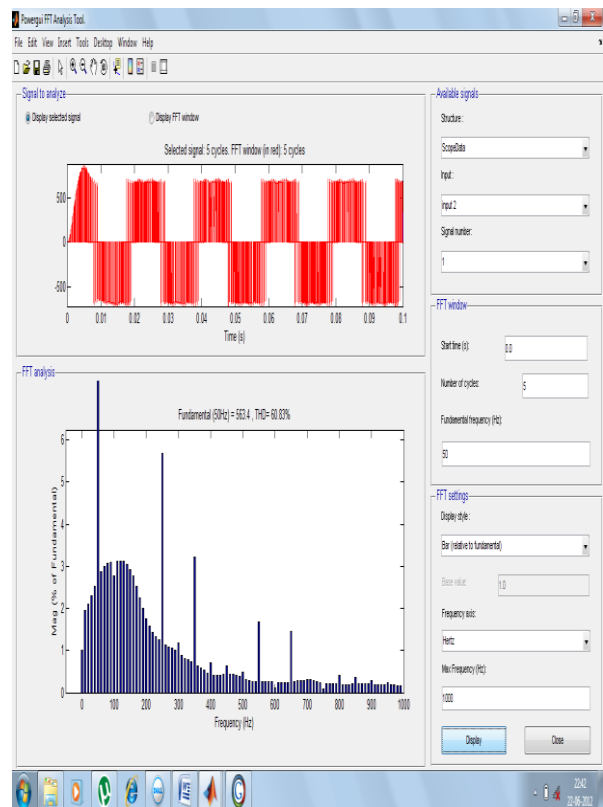 Powergui FFT Analysis Tool.
File Edit View Insert Tools Desktop Window Help
Signal to analyze
Display selected signal
Display FFT window
Selected signal: 5 cycles. FFT window (in red): 5 cycles
500
0
-500
0 0.01 0.02 0.03 0.04 0.05 0.06 0.07 0.08 0.09 0.1
Time (s)
FFT analysis
Fundamental (50Hz) = 563.4 , THD= 60.83%
Mag (% of Fundamental)
6
5
4
3
2
1
0
0 100 200 300 400 500 600 700 800 900 1000
Frequency (Hz)
Available signals
Structure :
ScopeData
Input :
input 2
Signal number:
1
FFT window
Start time (s):
0.0
Number of cycles:
5
Fundamental frequency (Hz):
50
FFT settings
Display style :
Bar (relative to fundamental)
Base value:
1.0
Frequency axis:
Hertz
Max Frequency (Hz):
1000
Display
Close
DELL
W
G
22:42
22-06-2012